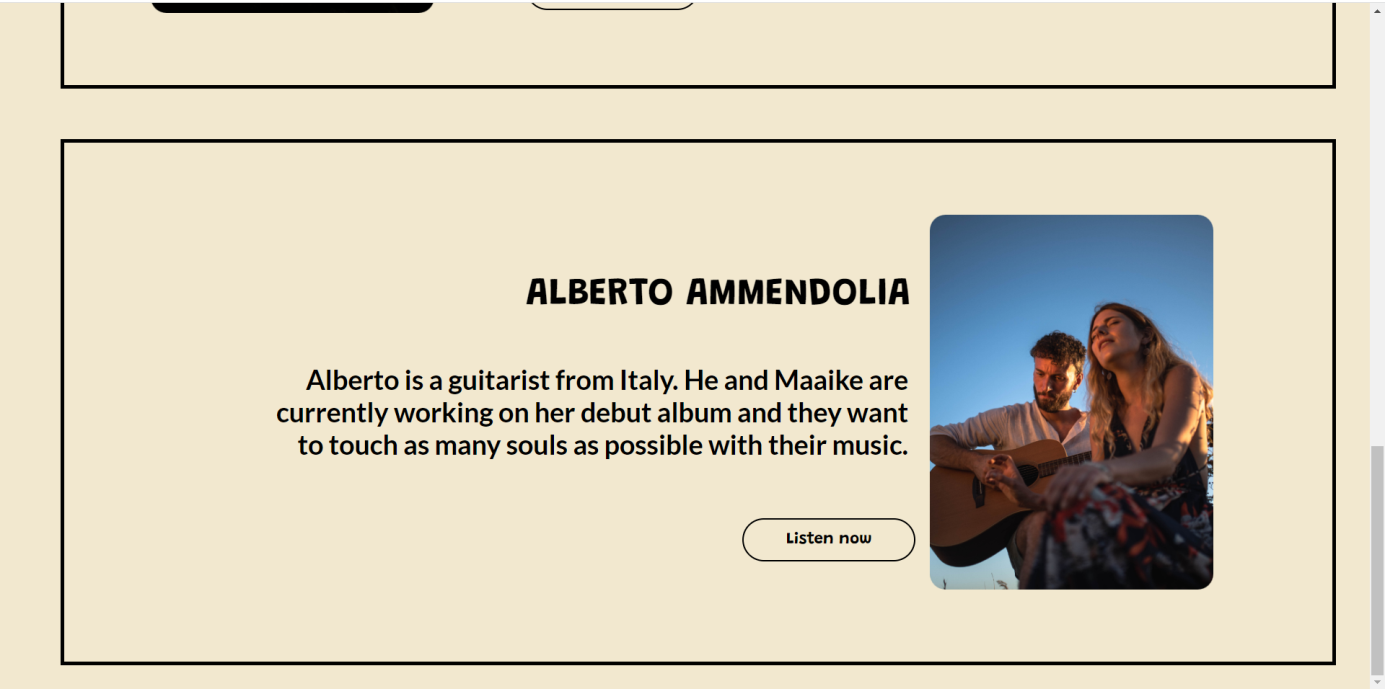 ALBERTO AMMENDOLIA
Alberto is a guitarist from Italy. He and Maaike are
currently working on her debut album and they want
to touch as many souls as possible with their music.
Listen now